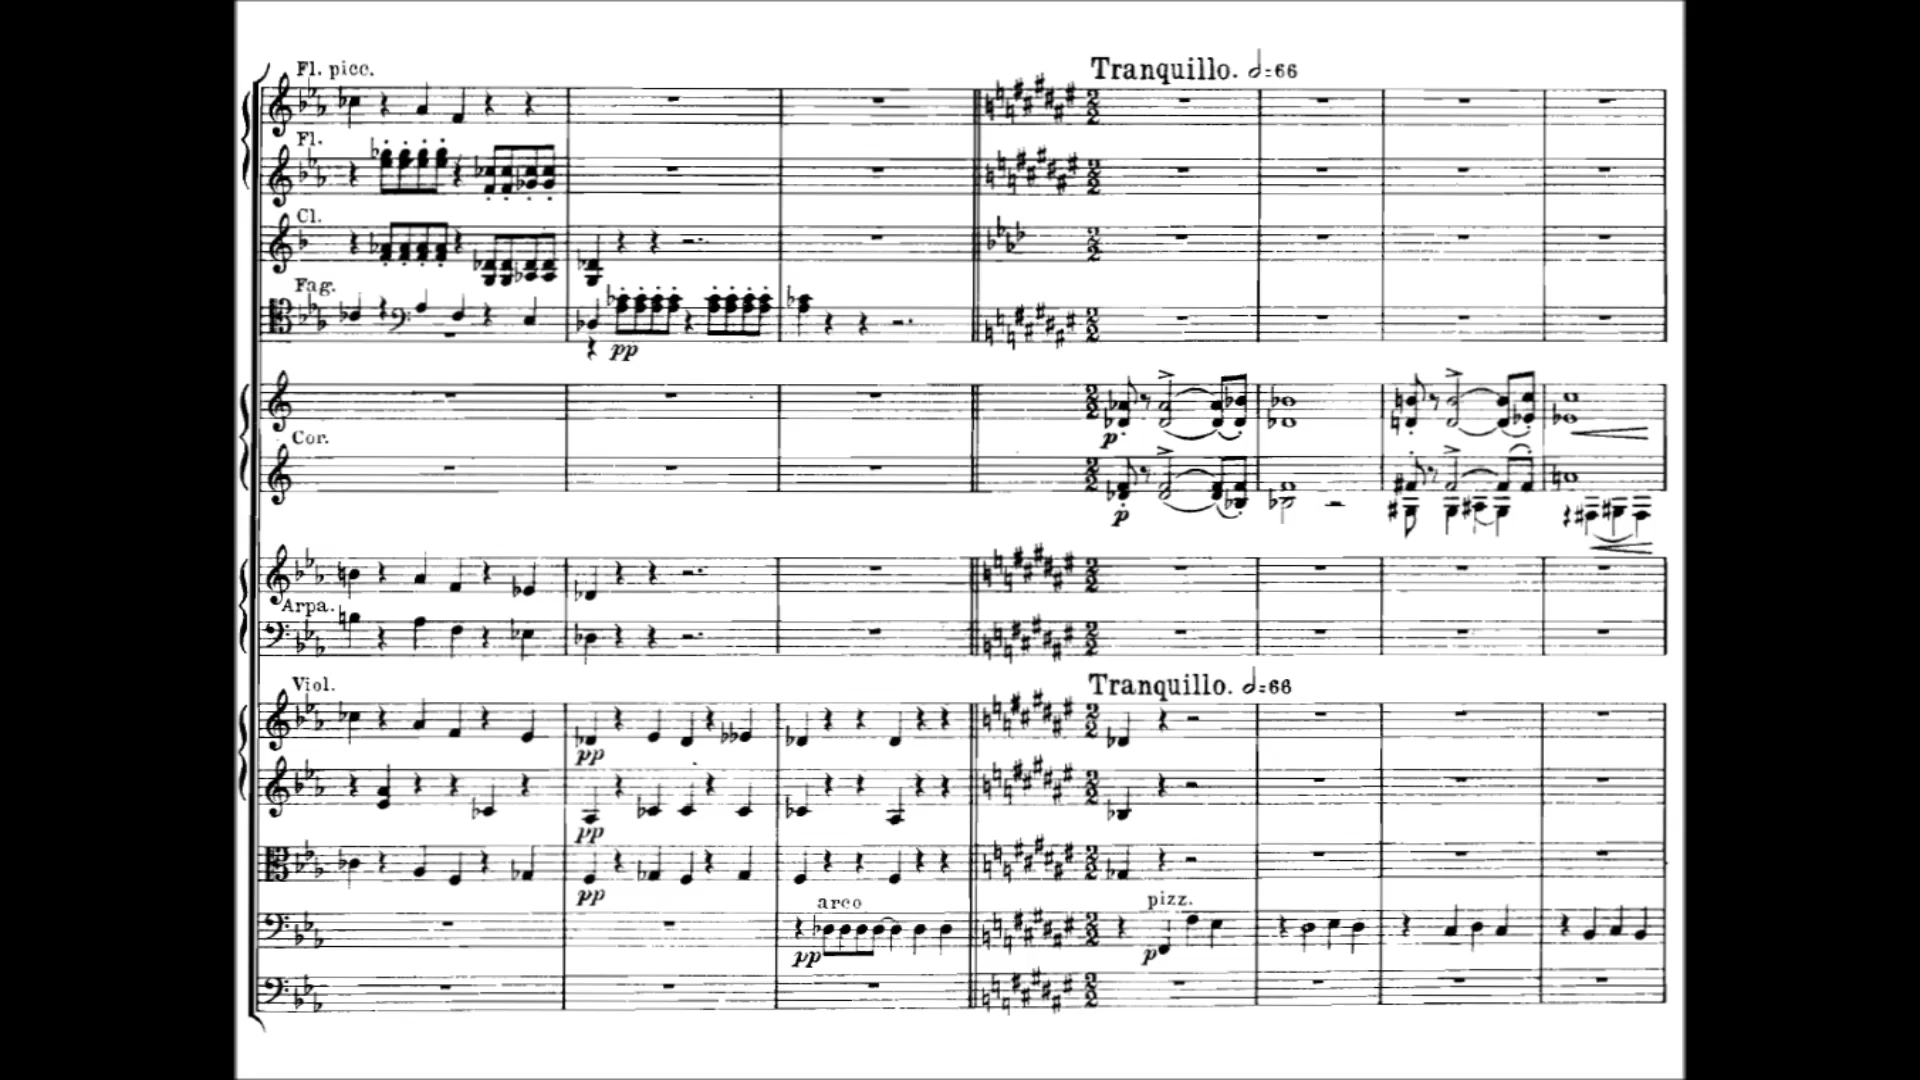 Tranquillo. 𝅗𝅥=66
Fl. picc.
Fl.
Cl.
Fag.
pp
p
Cor.
p
Arpa.
Tranquillo. 𝅗𝅥=66
Viol.
pp
pp
pp
arco
pizz.
pp
p